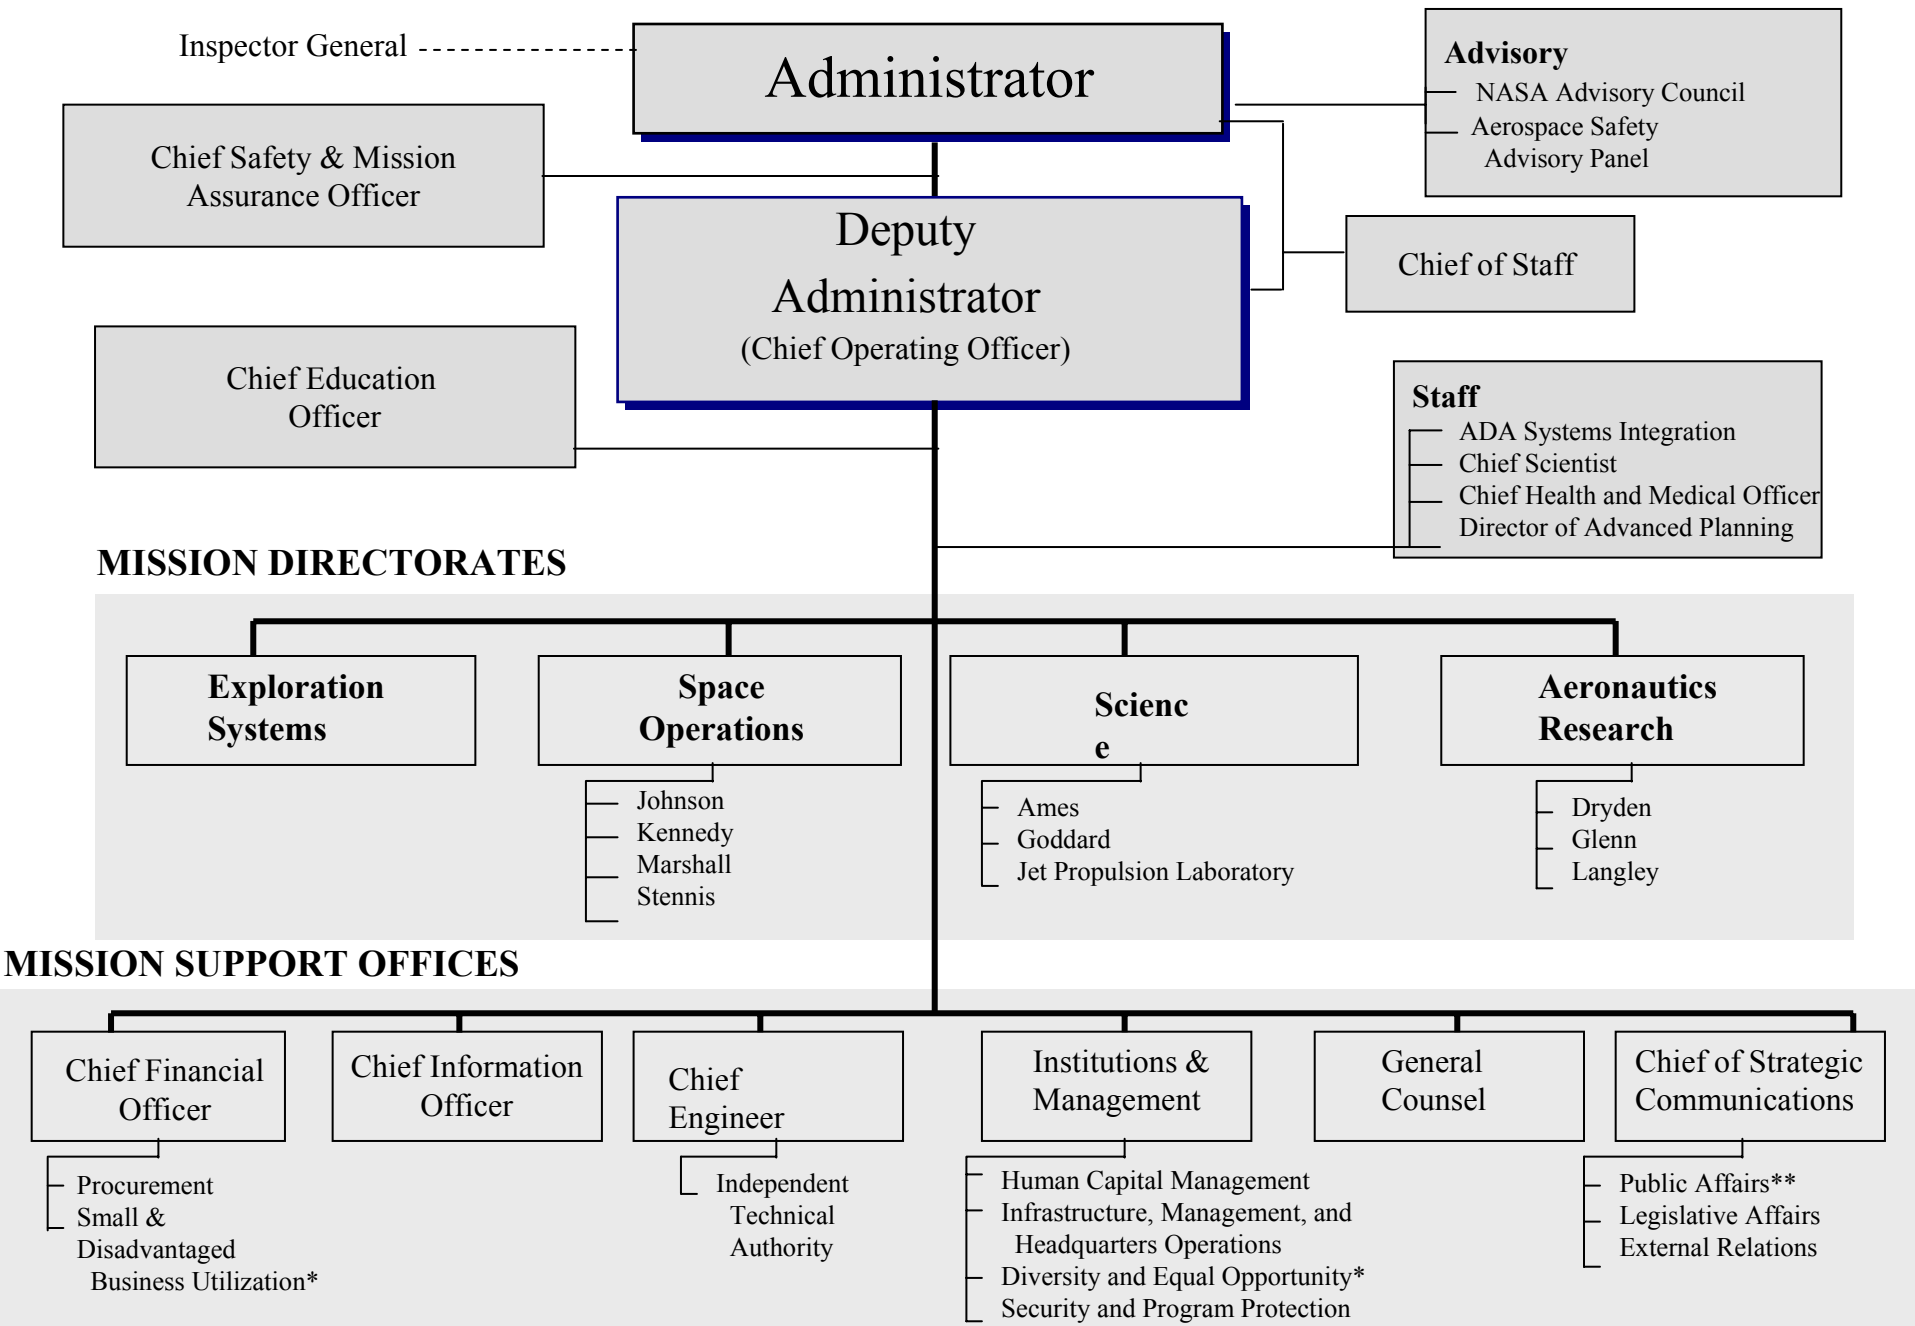 Inspector General
Administrator
Advisory
NASA Advisory Council
Aerospace Safety
Advisory Panel
Chief Safety & Mission
Assurance Officer
Deputy
Administrator
(Chief Operating Officer)
Chief of Staff
Chief Education
Officer
Staff
ADA Systems Integration
Chief Scientist
Chief Health and Medical Officer
Director of Advanced Planning
MISSION DIRECTORATES
Exploration
Systems
Space
Operations
Scienc
e
Aeronautics
Research
Johnson
Kennedy
Marshall
Stennis
Ames
Goddard
Jet Propulsion Laboratory
Dryden
Glenn
Langley
MISSION SUPPORT OFFICES
Chief Financial
Officer
Chief Information
Officer
Chief
Engineer
Institutions &
Management
General
Counsel
Chief of Strategic
Communications
Procurement
Small &
Disadvantaged
Business Utilization*
Independent
Technical
Authority
Human Capital Management
Infrastructure, Management, and
Headquarters Operations
Diversity and Equal Opportunity*
Security and Program Protection
Public Affairs**
Legislative Affairs
External Relations